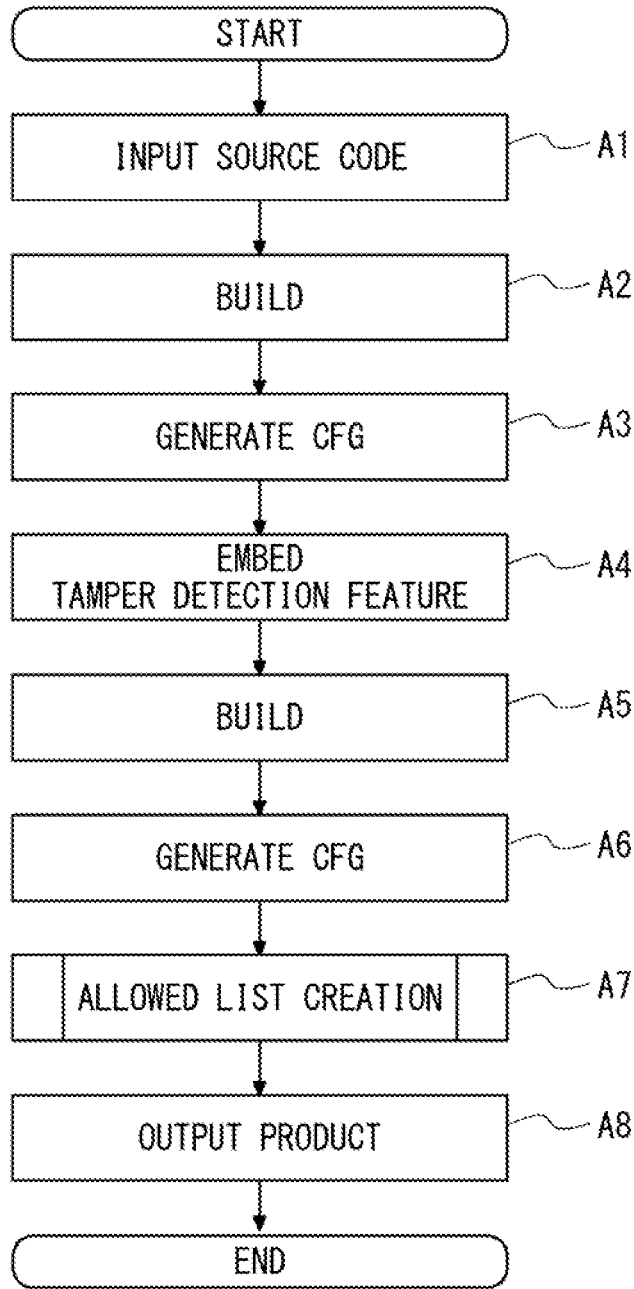 START
INPUT SOURCE CODE
A1
BUILD
A2
GENERATE CFG
A3
EMBED
TAMPER DETECTION FEATURE
A4
BUILD
A5
GENERATE CFG
A6
ALLOWED LIST CREATION
A7
OUTPUT PRODUCT
A8
END